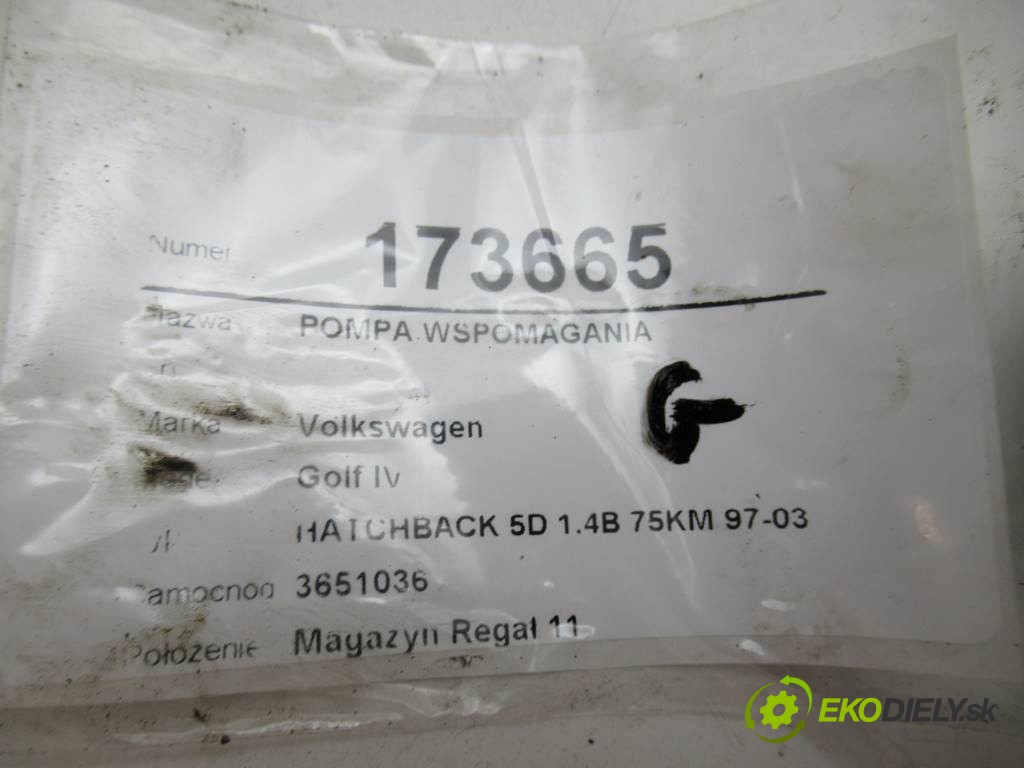 Numer 173665
Nazwa POMPA WSPOMAGANIA
Marka Volkswagen
Model Golf IV
HATCHBACK 5D 1.4B 75KM 97-03
Samochód 3651036
Położenie Magazyn Regał 11
G
EKODIELY.sk